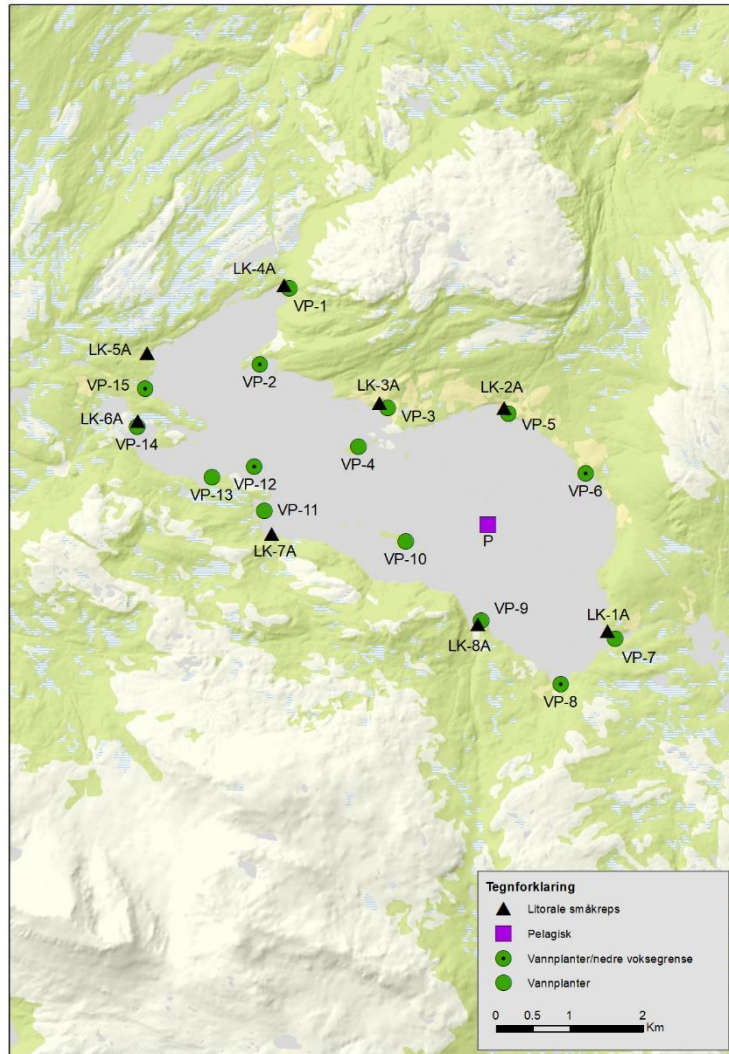 LK-4A
VP-1
LK-5A
VP-2
VP-15
LK-3A
LK-2A
VP-3
VP-5
LK-6A
VP-14
VP-4
VP-12
VP-6
VP-13
VP-11
P
LK-7A
VP-10
VP-9
LK-1A
LK-8A
VP-7
VP-8
Tegnforklaring
Litorale småkreps
Pelagisk
Vannplanter/nedre voksegrense
Vannplanter
0 0.5 1 2
Km